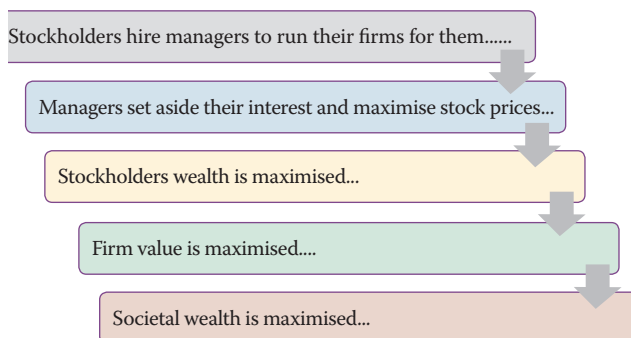 Stockholders hire managers to run their firms for them......
Managers set aside their interest and maximise stock prices...
Stockholders wealth is maximised...
Firm value is maximised....
Societal wealth is maximised...